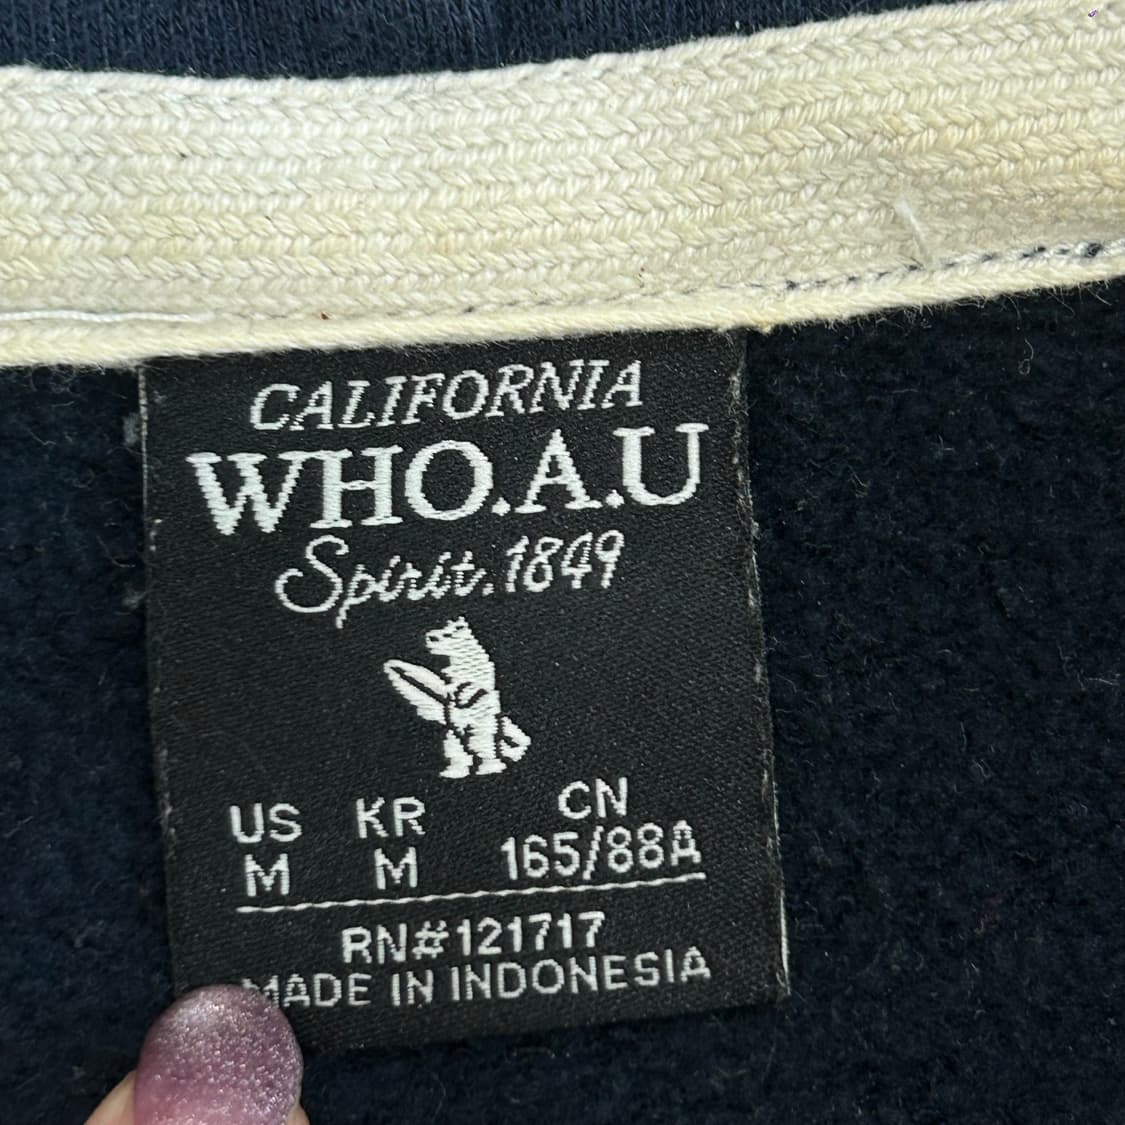 CALIFORNIA
WHO.A.U
Spirit.1849
US KR CN
M M 165/88A
RN#121717
MADE IN INDONESIA